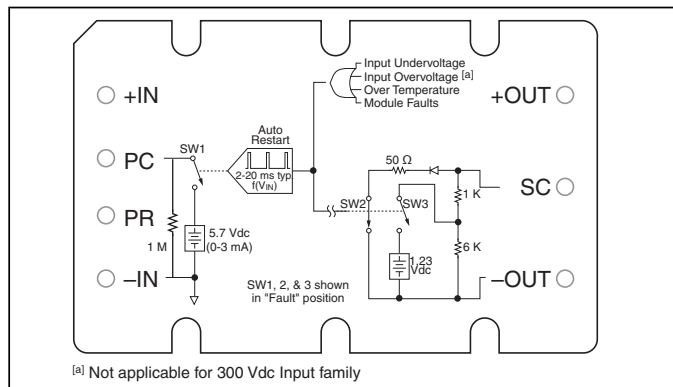 Input Undervoltage
Input Overvoltage [a]
Over Temperature
Module Faults
+IN
+OUT
Auto
Restart
SW1
PC
2-20 ms typ
f(VIN)
50 Ω
1 K
SC
PR
SW2
SW3
1 M
5.7 Vdc
(0-3 mA)
6 K
1.23
Vdc
–IN
–OUT
SW1, 2, & 3 shown
in "Fault" position
[a] Not applicable for 300 Vdc Input family